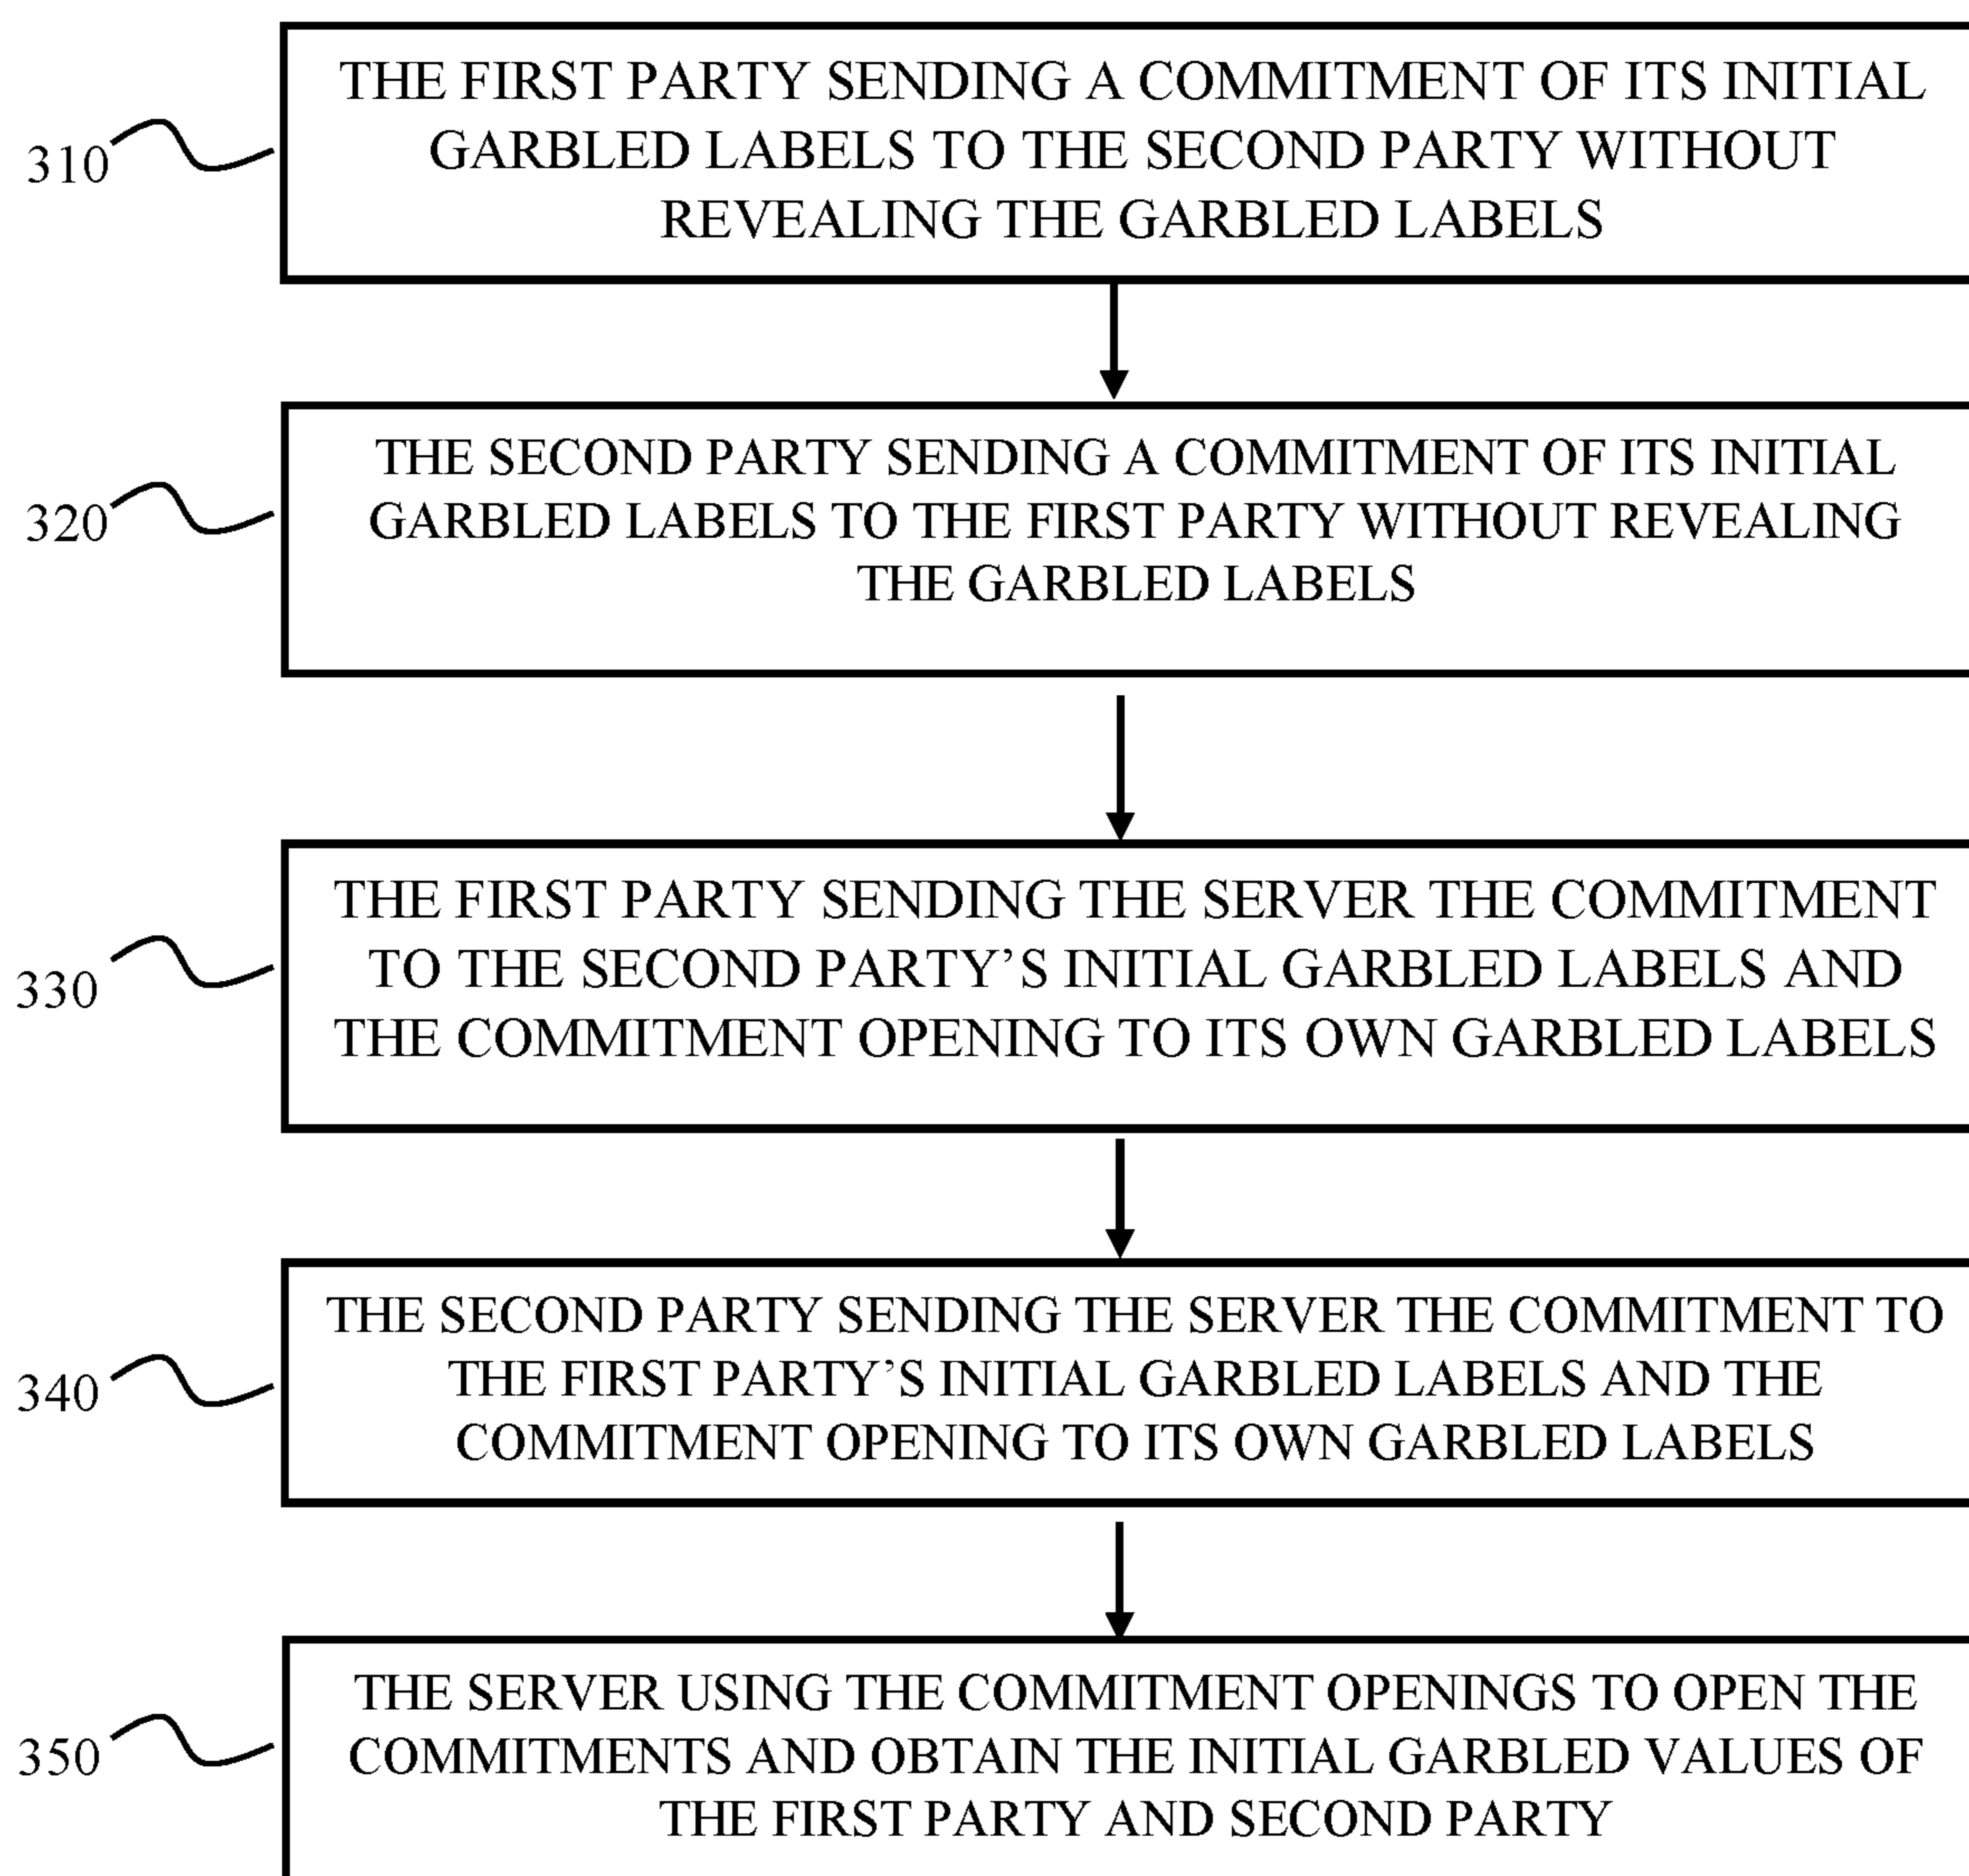 THE FIRST PARTY SENDING A COMMITMENT OF ITS INITIAL
GARBLED LABELS TO THE SECOND PARTY WITHOUT
REVEALING THE GARBLED LABELS
310
THE SECOND PARTY SENDING A COMMITMENT OF ITS INITIAL
GARBLED LABELS TO THE FIRST PARTY WITHOUT REVEALING
THE GARBLED LABELS
320
THE FIRST PARTY SENDING THE SERVER THE COMMITMENT
TO THE SECOND PARTY’S INITIAL GARBLED LABELS AND
THE COMMITMENT OPENING TO ITS OWN GARBLED LABELS
330
THE SECOND PARTY SENDING THE SERVER THE COMMITMENT TO
THE FIRST PARTY’S INITIAL GARBLED LABELS AND THE
COMMITMENT OPENING TO ITS OWN GARBLED LABELS
340
THE SERVER USING THE COMMITMENT OPENINGS TO OPEN THE
COMMITMENTS AND OBTAIN THE INITIAL GARBLED VALUES OF
THE FIRST PARTY AND SECOND PARTY
350